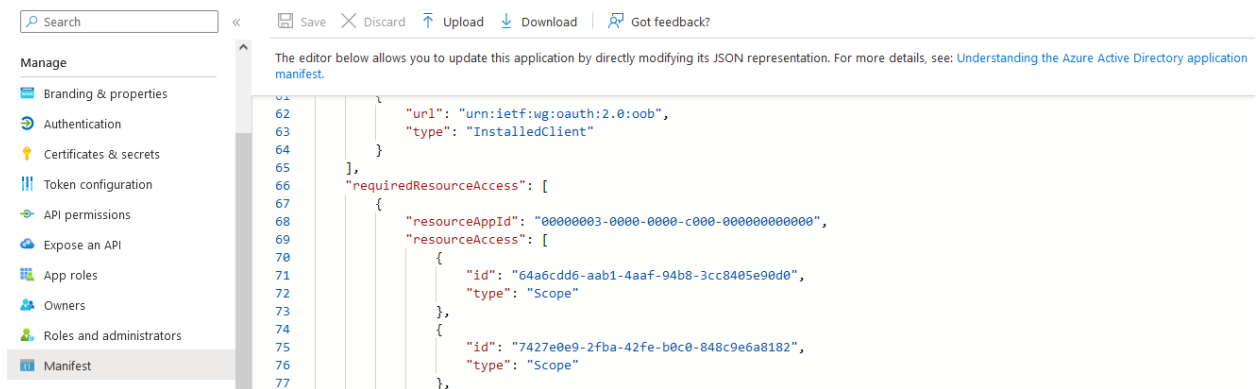 Search
«
Save
Discard
Upload
Download
Got feedback?
The editor below allows you to update this application by directly modifying its JSON representation. For more details, see: Understanding the Azure Active Directory application
manifest.
Manage
Branding & properties
Authentication
Certificates & secrets
Token configuration
API permissions
Expose an API
App roles
Owners
Roles and administrators
Manifest
61 {
62 "url": "urn:ietf:wg:oauth:2.0:oob",
63 "type": "InstalledClient"
64 }
65 ],
66 "requiredResourceAccess": [
67 {
68 "resourceAppId": "00000003-0000-0000-c000-000000000000",
69 "resourceAccess": [
70 {
71 "id": "64a6cdd6-aab1-4aaf-94b8-3cc8405e90d0",
72 "type": "Scope"
73 },
74 {
75 "id": "7427e0e9-2fba-42fe-b0c0-848c9e6a8182",
76 "type": "Scope"
77 },